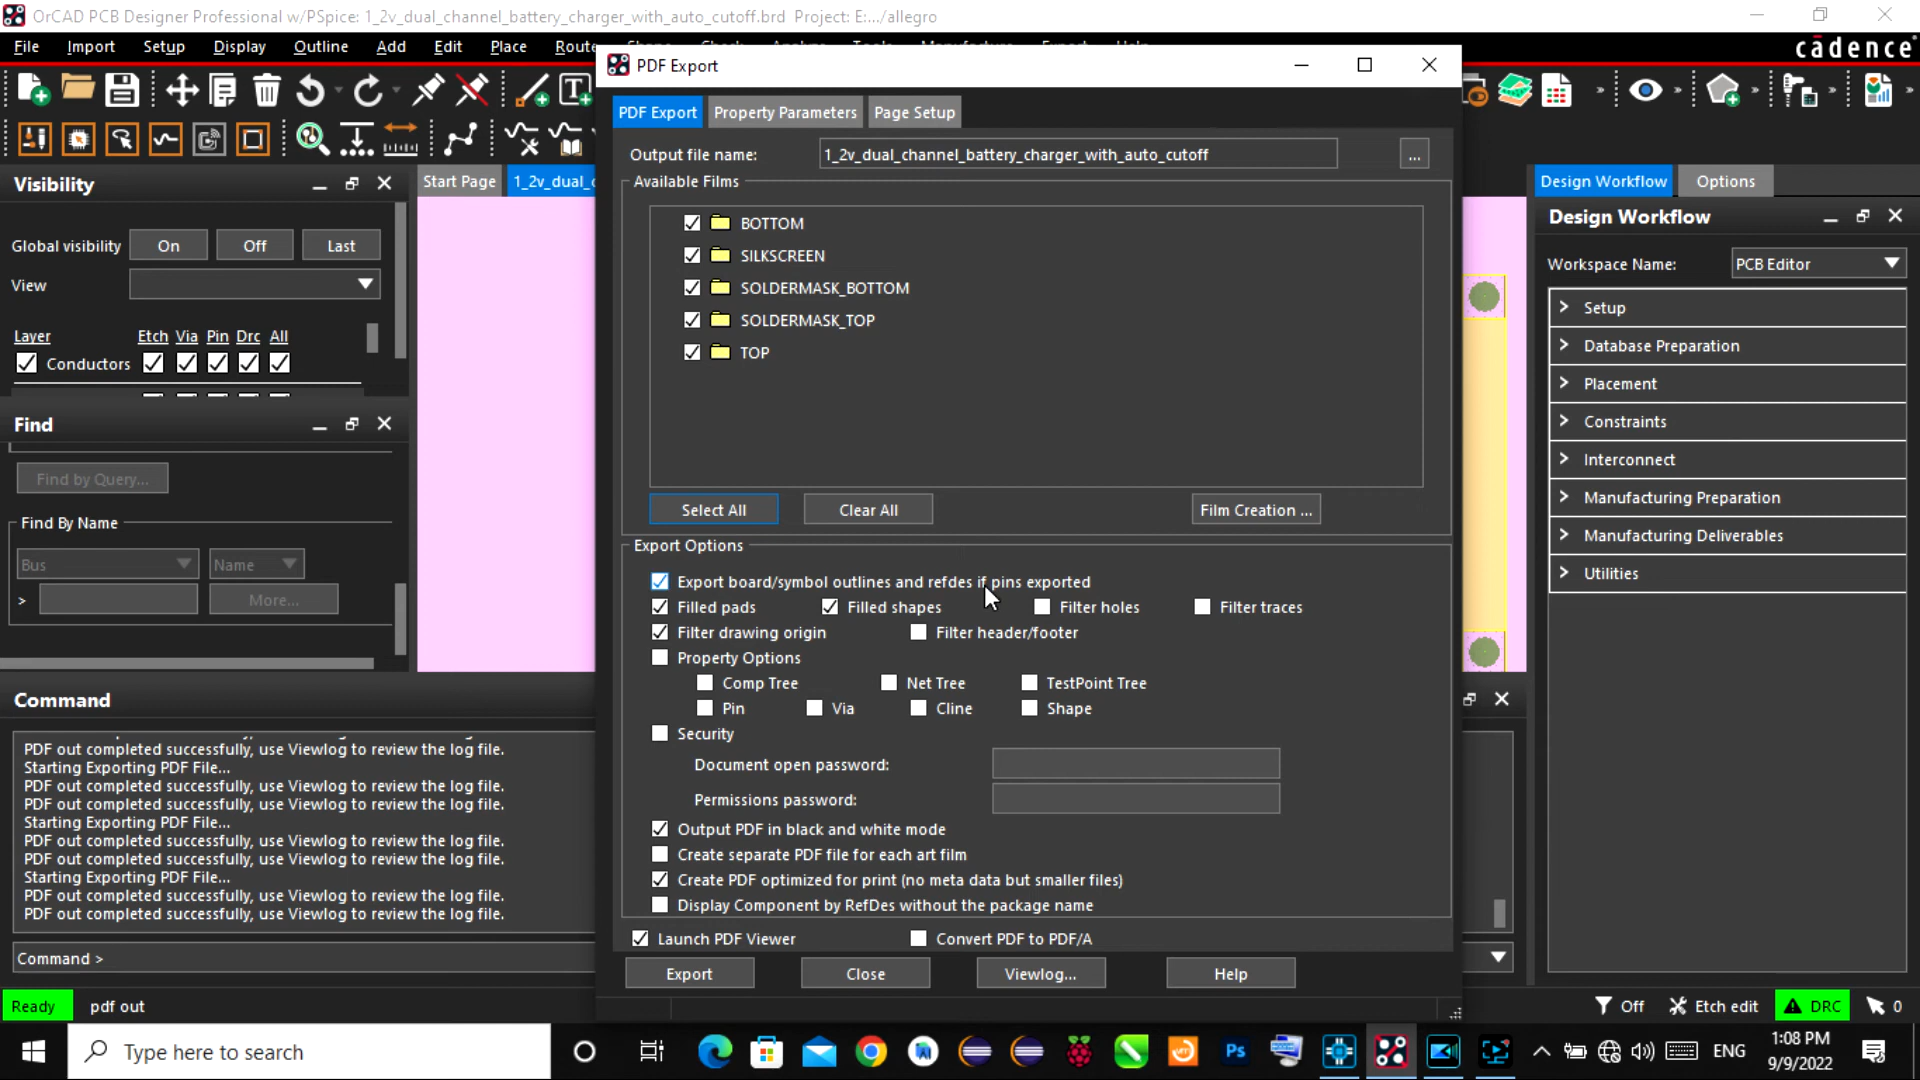 OrCAD PCB Designer Professional w/PSpice: 1_2v_dual_channel_battery_charger_with_auto_cutoff.brd Project: E:.../allegro
File Import Setup Display Outline Add Edit Place Route
cādence
PDF Export
PDF Export Property Parameters Page Setup
Output file name: 1_2v_dual_channel_battery_charger_with_auto_cutoff ...
Available Films
BOTTOM
SILKSCREEN
SOLDERMASK_BOTTOM
SOLDERMASK_TOP
TOP
Select All Clear All Film Creation ...
Export Options
Export board/symbol outlines and refdes if pins exported
Filled pads Filled shapes Filter holes Filter traces
Filter drawing origin Filter header/footer
Property Options
Comp Tree Net Tree TestPoint Tree
Pin Via Cline Shape
Security
Document open password:
Permissions password:
Output PDF in black and white mode
Create separate PDF file for each art film
Create PDF optimized for print (no meta data but smaller files)
Display Component by RefDes without the package name
Launch PDF Viewer Convert PDF to PDF/A
Export Close Viewlog... Help
Visibility
Start Page 1_2v_dual_c
Global visibility On Off Last
View
Layer Etch Via Pin Drc All
Conductors
Find
Find by Query...
Find By Name
Bus Name
> More...
Command
PDF out completed successfully, use Viewlog to review the log file.
Starting Exporting PDF File...
PDF out completed successfully, use Viewlog to review the log file.
PDF out completed successfully, use Viewlog to review the log file.
Starting Exporting PDF File...
PDF out completed successfully, use Viewlog to review the log file.
PDF out completed successfully, use Viewlog to review the log file.
Starting Exporting PDF File...
PDF out completed successfully, use Viewlog to review the log file.
PDF out completed successfully, use Viewlog to review the log file.
Command >
Ready pdf out
Design Workflow Options
Design Workflow
Workspace Name: PCB Editor
> Setup
> Database Preparation
> Placement
> Constraints
> Interconnect
> Manufacturing Preparation
> Manufacturing Deliverables
> Utilities
Off Etch edit DRC 0
Type here to search
Ps
ENG
1:08 PM
9/9/2022